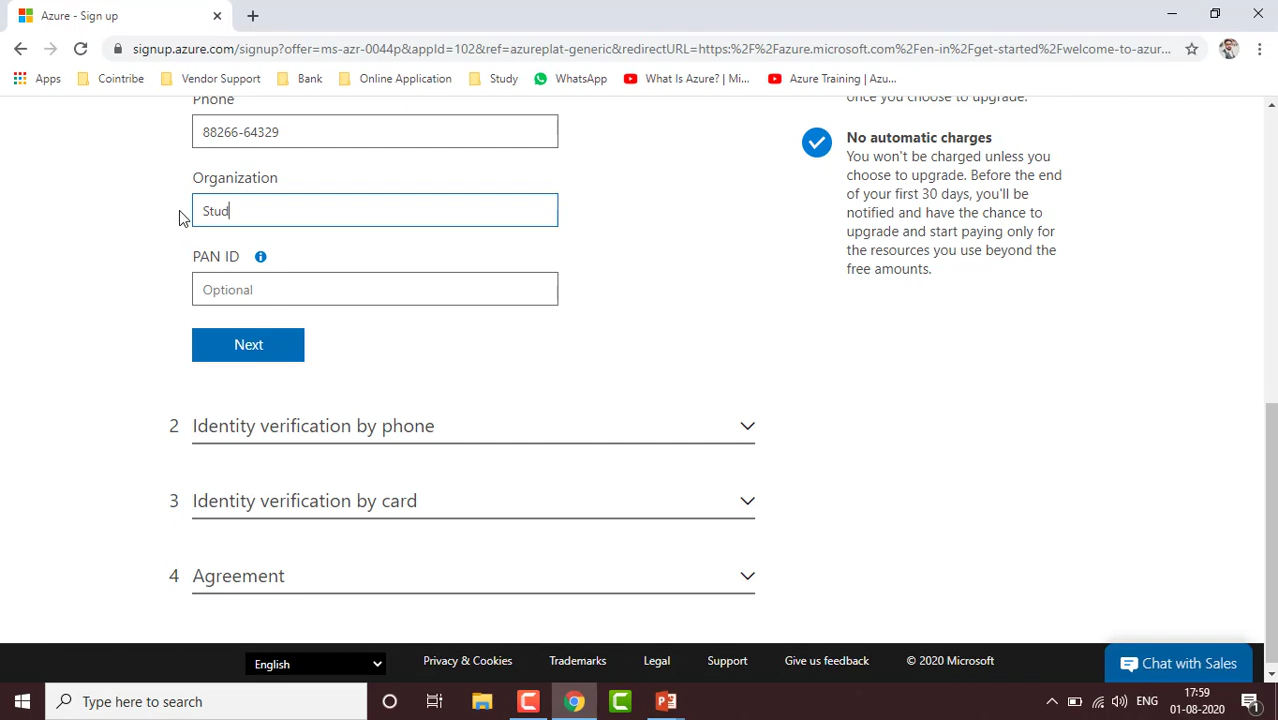 Azure - Sign up
signup.azure.com/signup?offer=ms-azr-0044p&appId=102&ref=azureplat-generic&redirectURL=https:%2F%2Fazure.microsoft.com%2Fen-in%2Fget-started%2Fwelcome-to-azur...
Apps
Cointribe
Vendor Support
Bank
Online Application
Study
WhatsApp
What Is Azure? | Mi...
Azure Training | Azu...
Phone
88266-64329
Organization
Stud
PAN ID
Optional
Next
2 Identity verification by phone
3 Identity verification by card
4 Agreement
once you choose to upgrade.
No automatic charges
You won't be charged unless you
choose to upgrade. Before the end
of your first 30 days, you'll be
notified and have the chance to
upgrade and start paying only for
the resources you use beyond the
free amounts.
English
Privacy & Cookies
Trademarks
Legal
Support
Give us feedback
© 2020 Microsoft
Chat with Sales
Type here to search
ENG
17:59
01-08-2020
1